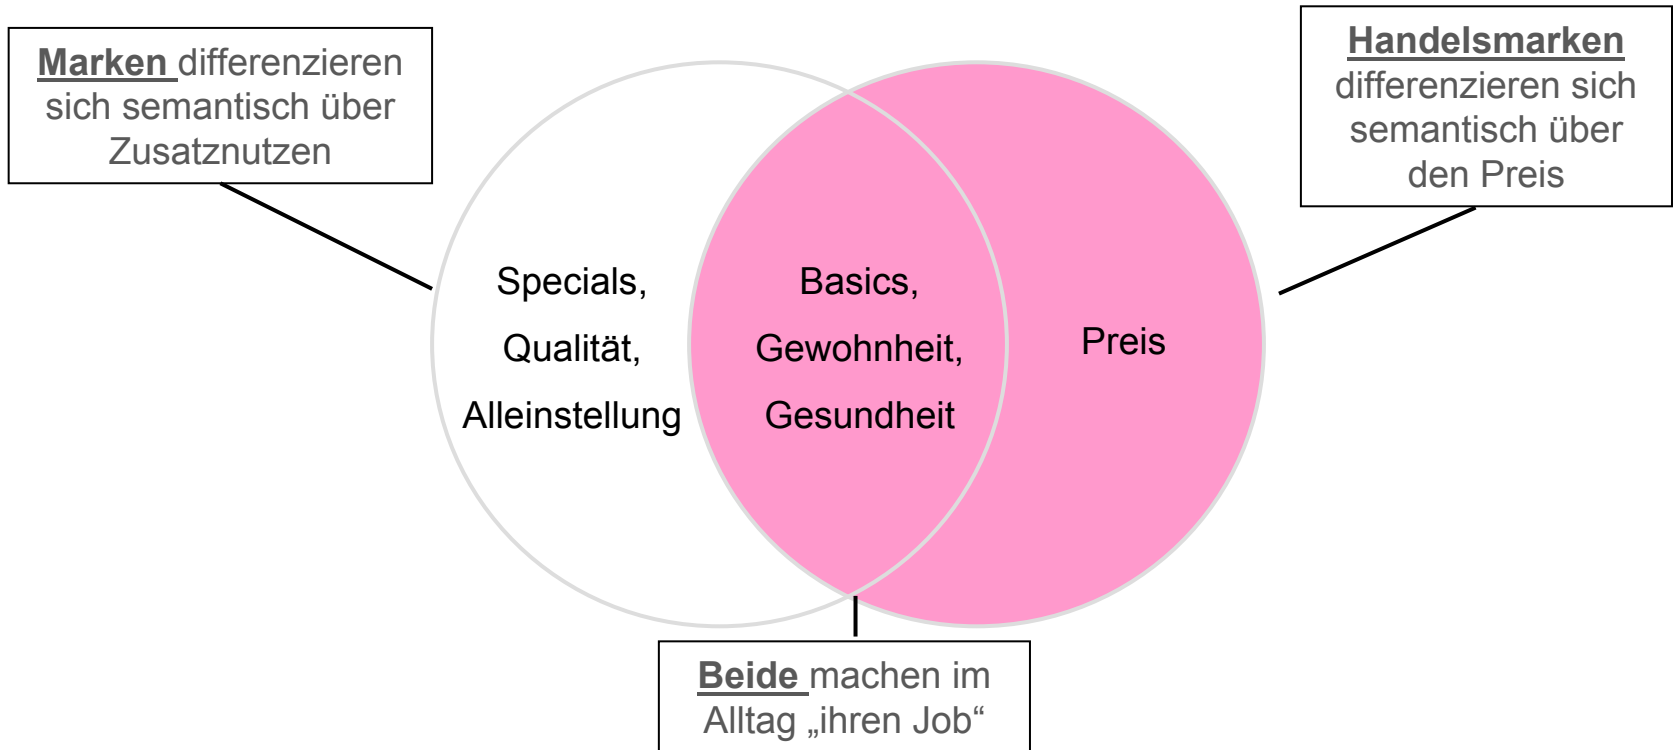 Marken differenzieren
sich semantisch über
Zusatznutzen
Handelsmarken
differenzieren sich
semantisch über
den Preis
Specials,
Qualität,
Alleinstellung
Basics,
Gewohnheit,
Gesundheit
Preis
Beide machen im
Alltag „ihren Job“